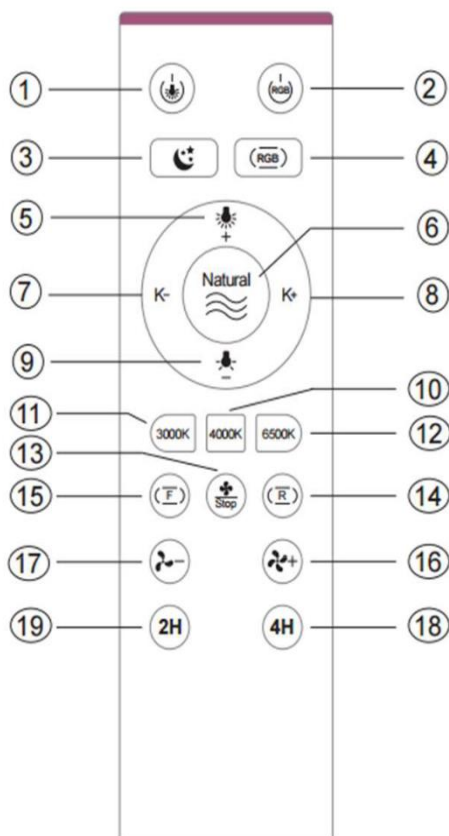 1 2
RGB
3 4
RGB
5
+
6
Natural
7 K- K+ 8
9
-
10
11
3000K 4000K 6500K
12
13
15 F Stop R 14
17 - + 16
19 2H 4H 18